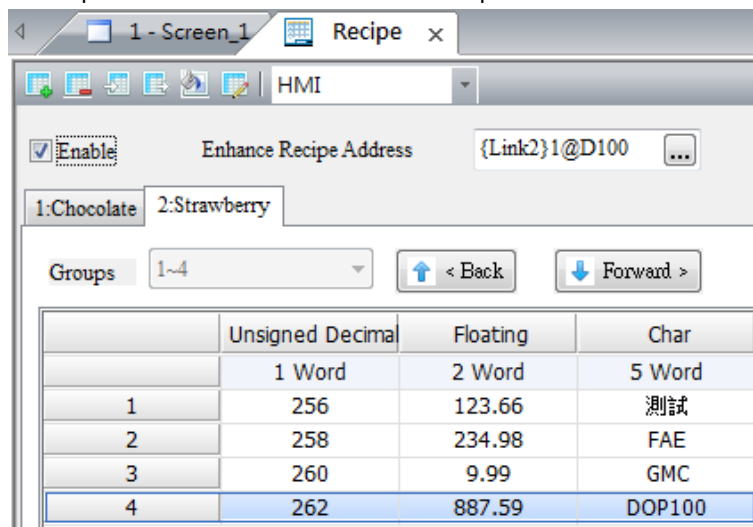 1 - Screen_1 Recipe
HMI
Enable Enhance Recipe Address {Link2}1@D100 ...
1:Chocolate 2:Strawberry
Groups 1~4 < Back Forward >
Unsigned Decimal Floating Char
1 Word 2 Word 5 Word
1 256 123.66 測試
2 258 234.98 FAE
3 260 9.99 GMC
4 262 887.59 DOP100